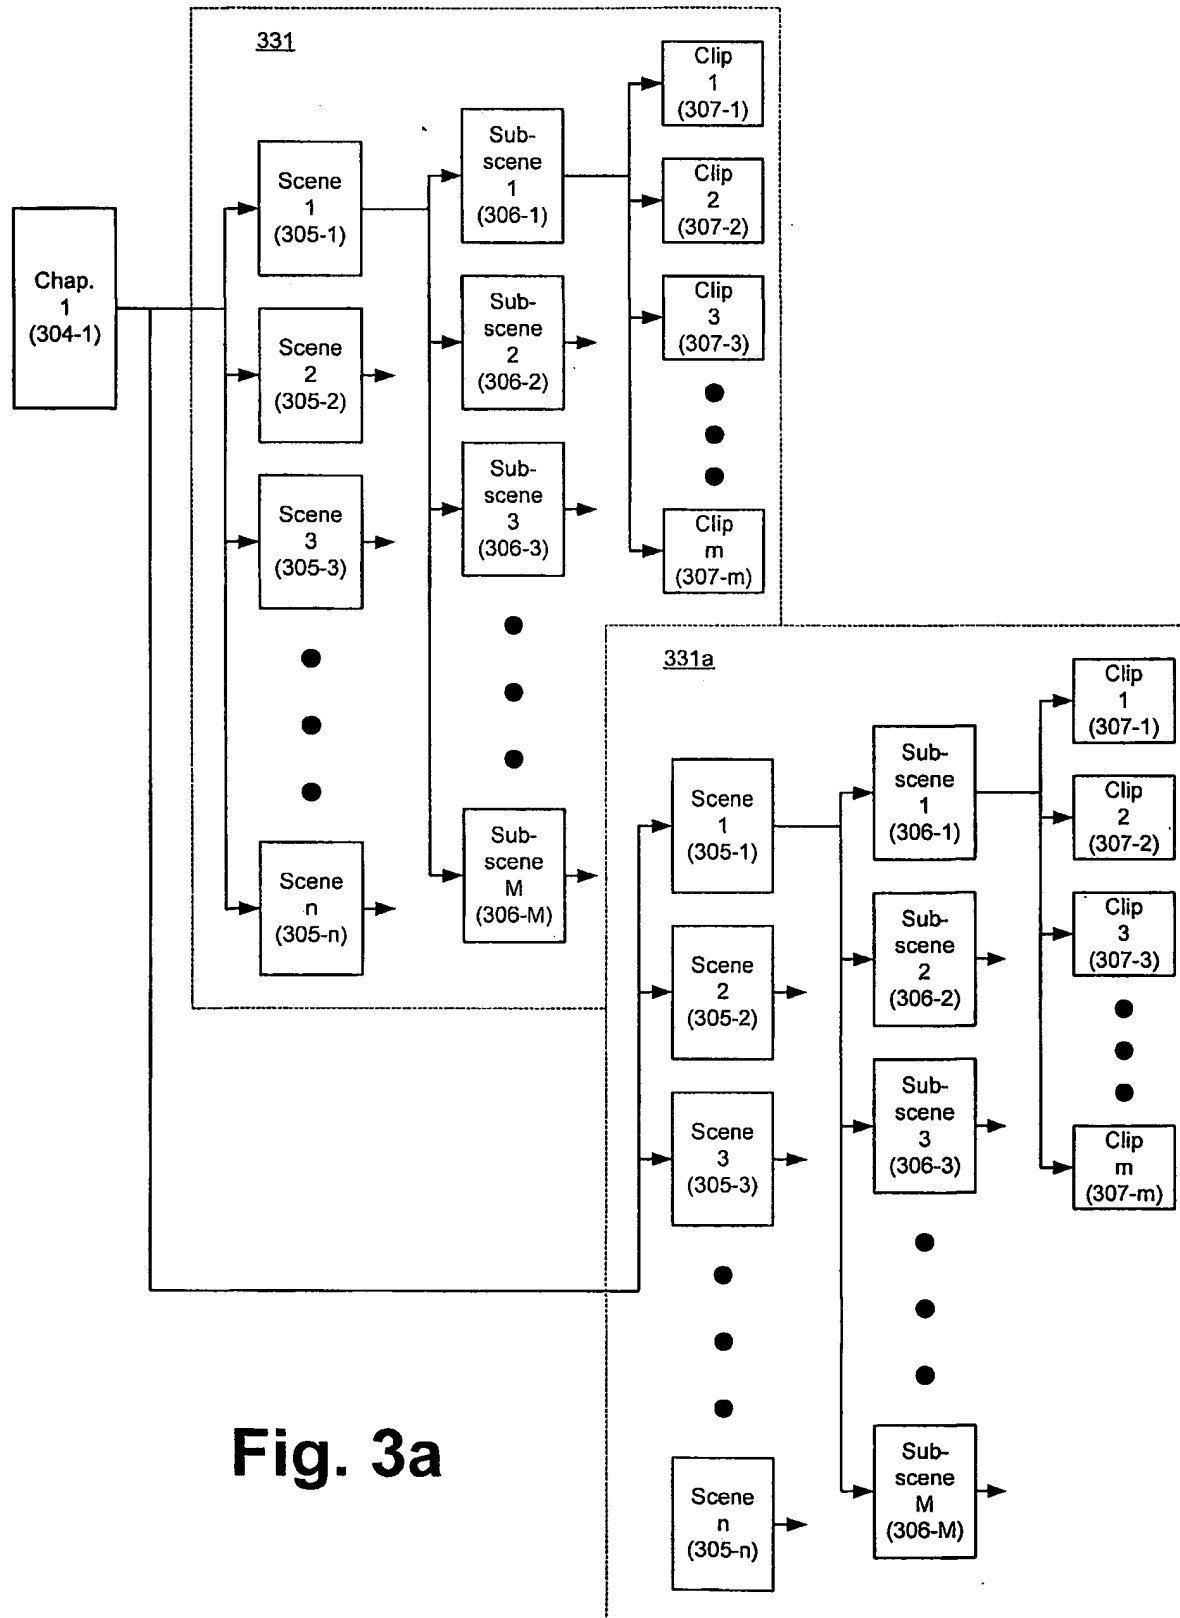 331
Chap.
1
(304-1)
Scene
1
(305-1)
Scene
2
(305-2)
Scene
3
(305-3)
Scene
n
(305-n)
Sub-
scene
1
(306-1)
Sub-
scene
2
(306-2)
Sub-
scene
3
(306-3)
Sub-
scene
M
(306-M)
Clip
1
(307-1)
Clip
2
(307-2)
Clip
3
(307-3)
Clip
m
(307-m)
331a
Scene
1
(305-1)
Scene
2
(305-2)
Scene
3
(305-3)
Scene
n
(305-n)
Sub-
scene
1
(306-1)
Sub-
scene
2
(306-2)
Sub-
scene
3
(306-3)
Sub-
scene
M
(306-M)
Clip
1
(307-1)
Clip
2
(307-2)
Clip
3
(307-3)
Clip
m
(307-m)
Fig. 3a